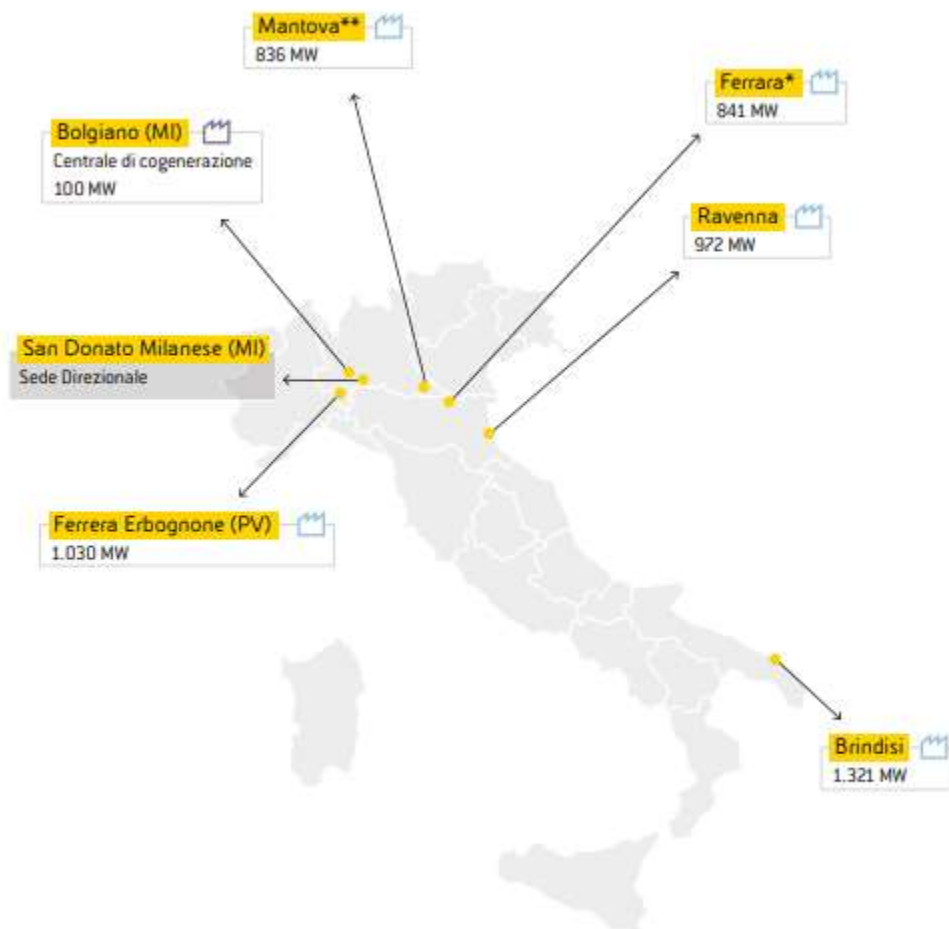 Mantova**
836 MW
Ferrara*
841 MW
Bolgiano (MI)
Centrale di cogenerazione
100 MW
Ravenna
972 MW
San Donato Milanese (MI)
Sede Direzionale
Ferrera Erbognone (PV)
1.030 MW
Brindisi
1.321 MW